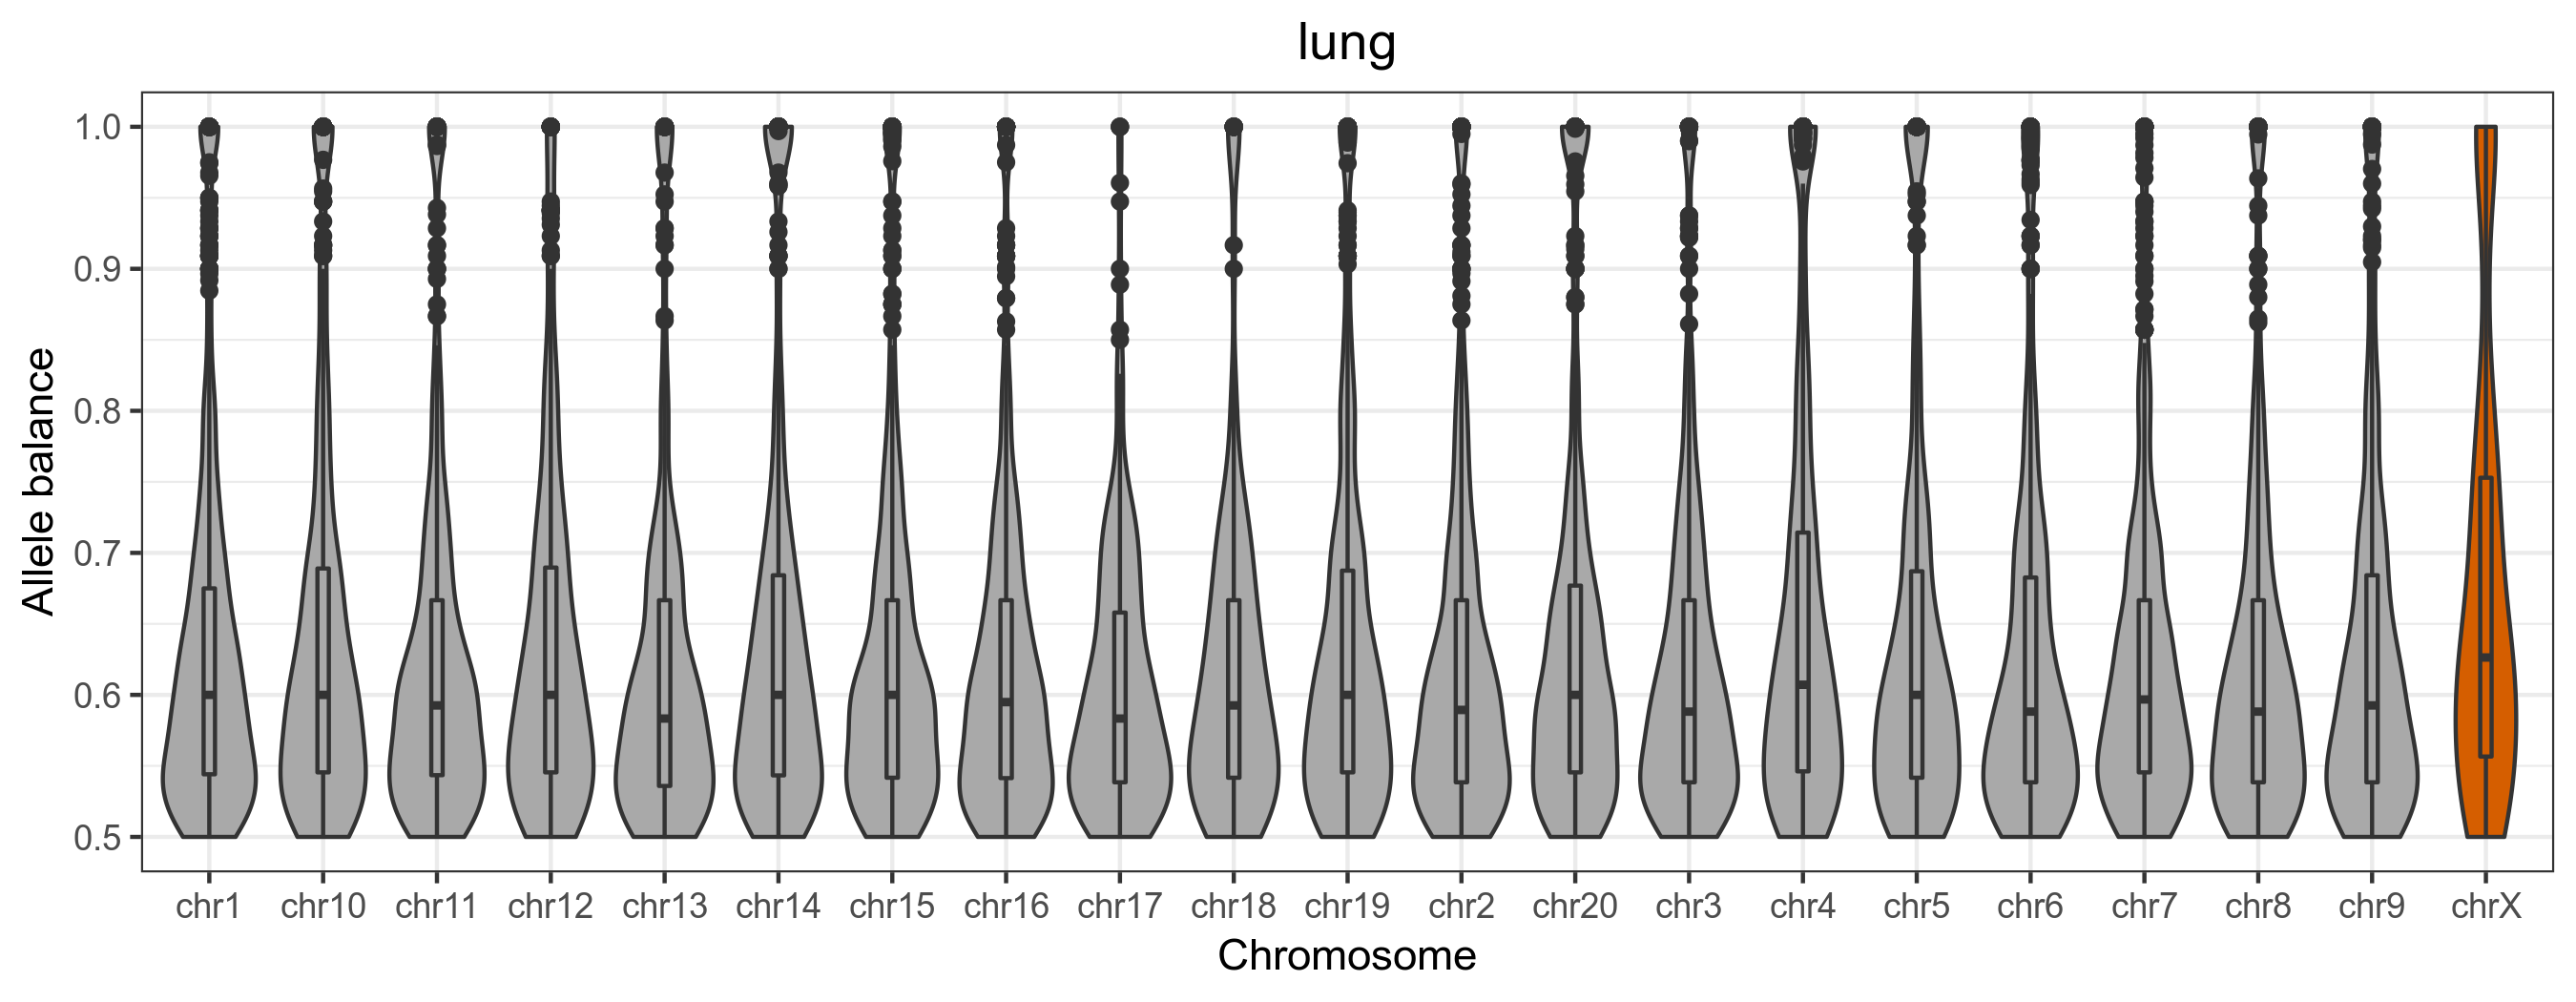 lung
Allele balance
1.0
0.9
0.8
0.7
0.6
0.5
chr1 chr10 chr11 chr12 chr13 chr14 chr15 chr16 chr17 chr18 chr19 chr2 chr20 chr3 chr4 chr5 chr6 chr7 chr8 chr9 chrX
Chromosome